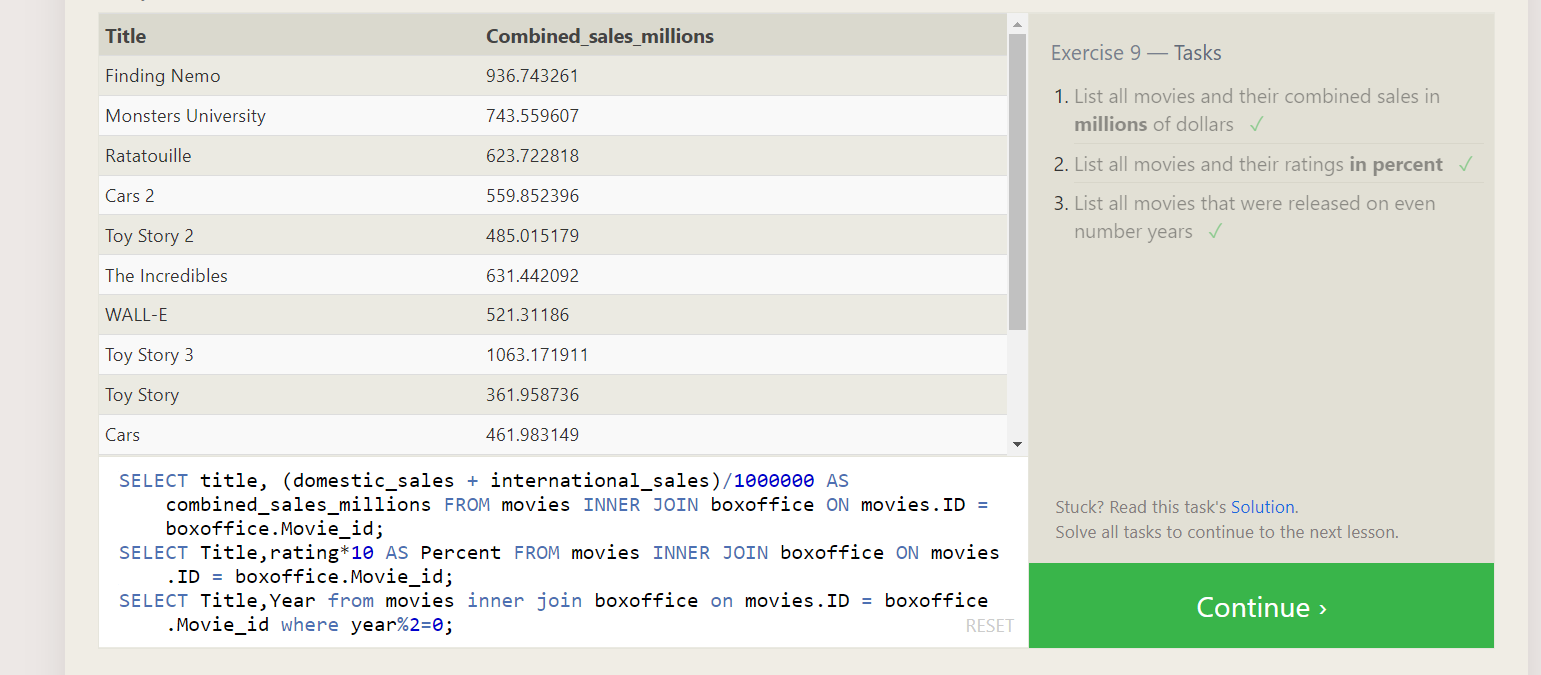 Title Combined_sales_millions
Finding Nemo 936.743261
Monsters University 743.559607
Ratatouille 623.722818
Cars 2 559.852396
Toy Story 2 485.015179
The Incredibles 631.442092
WALL-E 521.31186
Toy Story 3 1063.171911
Toy Story 361.958736
Cars 461.983149
SELECT title, (domestic_sales + international_sales)/1000000 AS
combined_sales_millions FROM movies INNER JOIN boxoffice ON movies.ID =
boxoffice.Movie_id;
SELECT Title,rating*10 AS Percent FROM movies INNER JOIN boxoffice ON movies
.ID = boxoffice.Movie_id;
SELECT Title,Year from movies inner join boxoffice on movies.ID = boxoffice
.Movie_id where year%2=0;
RESET
Exercise 9 — Tasks
1. List all movies and their combined sales in
millions of dollars ✓
2. List all movies and their ratings in percent ✓
3. List all movies that were released on even
number years ✓
Stuck? Read this task's Solution.
Solve all tasks to continue to the next lesson.
Continue ›